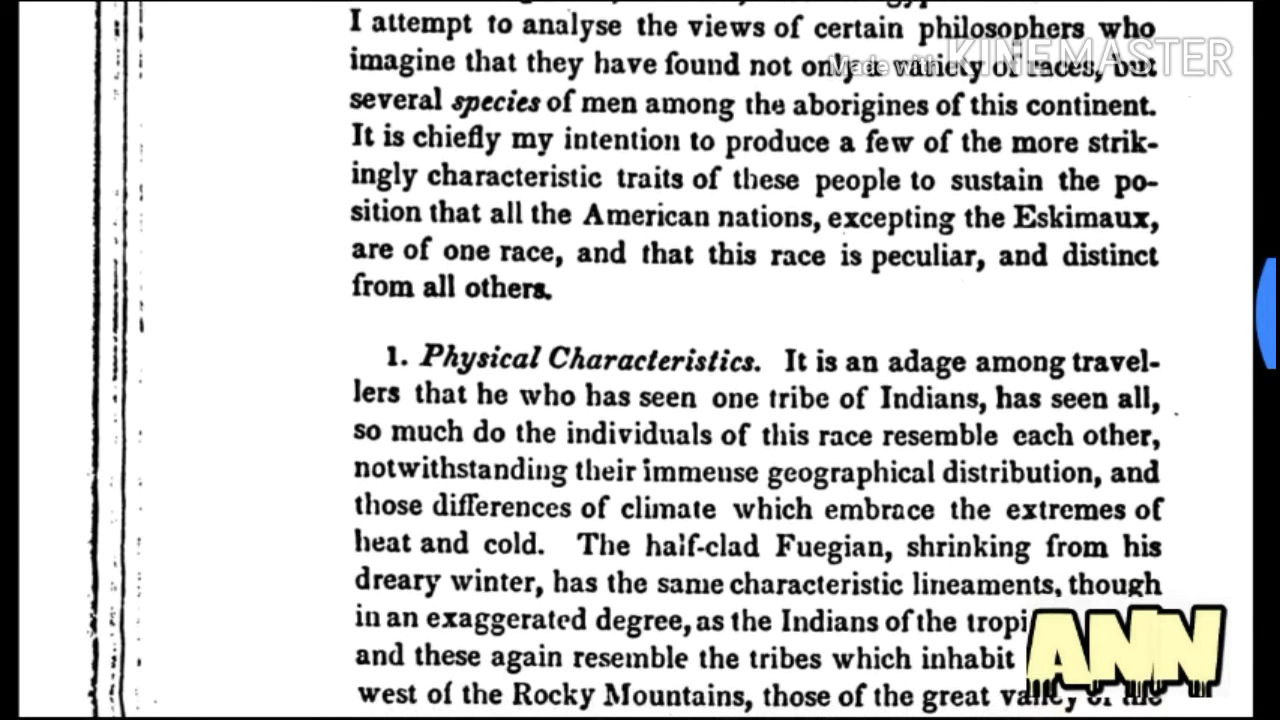 I attempt to analyse the views of certain philosophers who
imagine that they have found not only a variety of races, but
Made with KINEMASTER
several species of men among the aborigines of this continent.
It is chiefly my intention to produce a few of the more strik-
ingly characteristic traits of these people to sustain the po-
sition that all the American nations, excepting the Eskimaux,
are of one race, and that this race is peculiar, and distinct
from all others.
1. Physical Characteristics. It is an adage among travel-
lers that he who has seen one tribe of Indians, has seen all,
so much do the individuals of this race resemble each other,
notwithstanding their immense geographical distribution, and
those differences of climate which embrace the extremes of
heat and cold. The half-clad Fuegian, shrinking from his
dreary winter, has the same characteristic lineaments, though
in an exaggerated degree, as the Indians of the tropi
and these again resemble the tribes which inhabit
west of the Rocky Mountains, those of the great valley of the
ANN